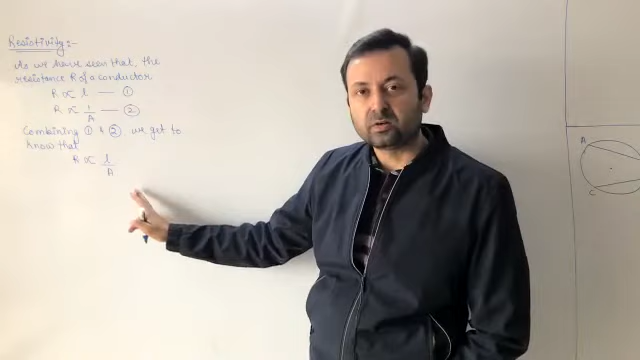 Resistivity:-
As we have seen that, the
resistance R of a conductor
R ∝ l — ①
R ∝ 1/A — ②
Combining ① & ② we get to
know that
R ∝ l/A
A
C